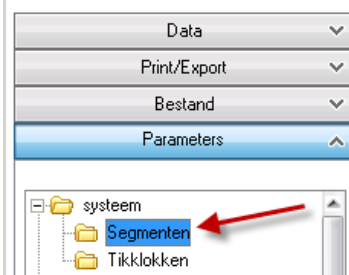 Data
Print/Export
Bestand
Parameters
systeem
Segmenten
Tikklokken